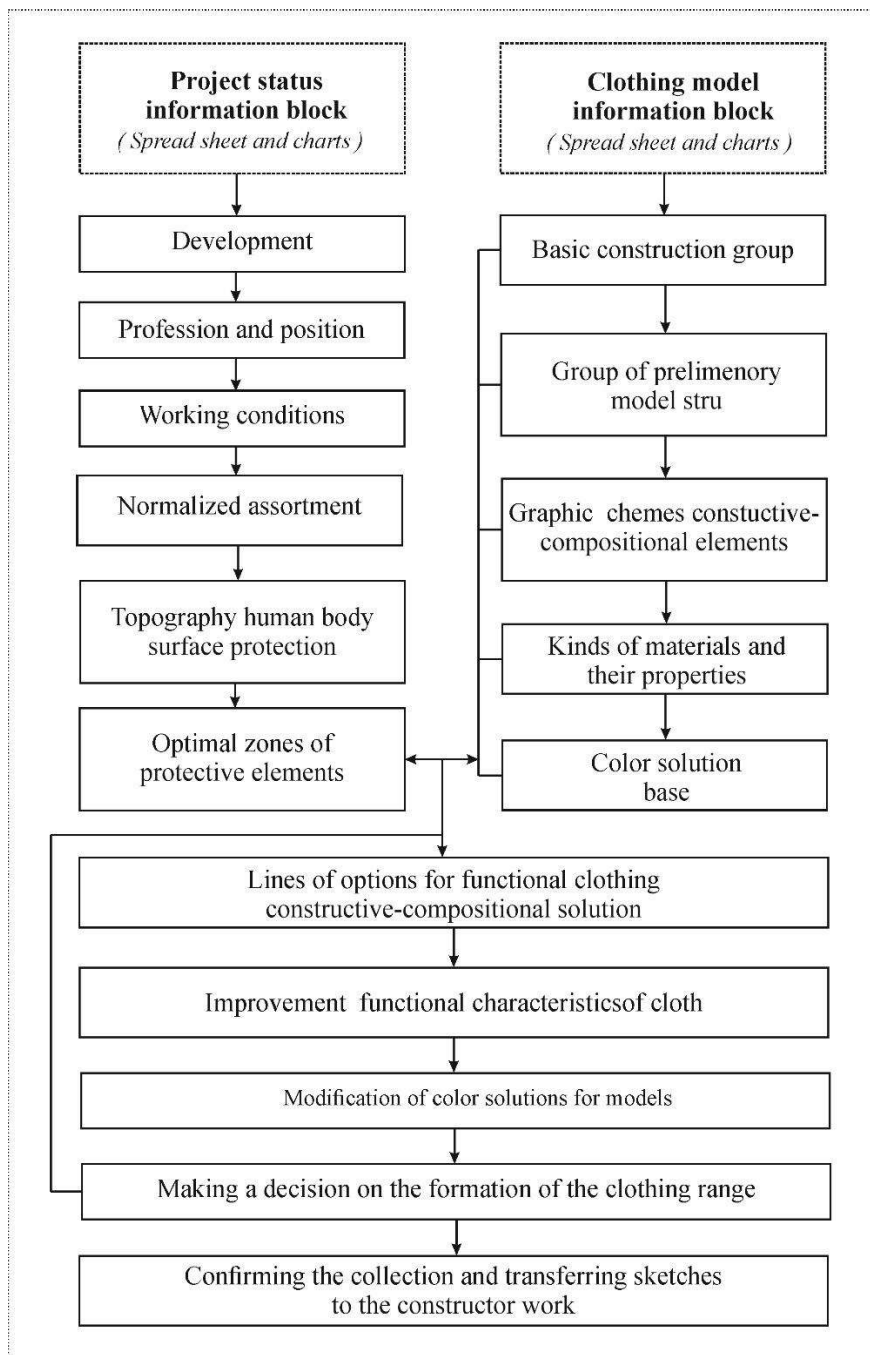 Project status
information block
( Spread sheet and charts )
Development
Profession and position
Working conditions
Normalized assortment
Topography human body
surface protection
Optimal zones of
protective elements
Clothing model
information block
( Spread sheet and charts )
Basic construction group
Group of prelimenory
model stru
Graphic chemes constuctive-
compositional elements
Kinds of materials and
their properties
Color solution
base
Lines of options for functional clothing
constructive-compositional solution
Improvement functional characteristicsof cloth
Modification of color solutions for models
Making a decision on the formation of the clothing range
Confirming the collection and transferring sketches
to the constructor work